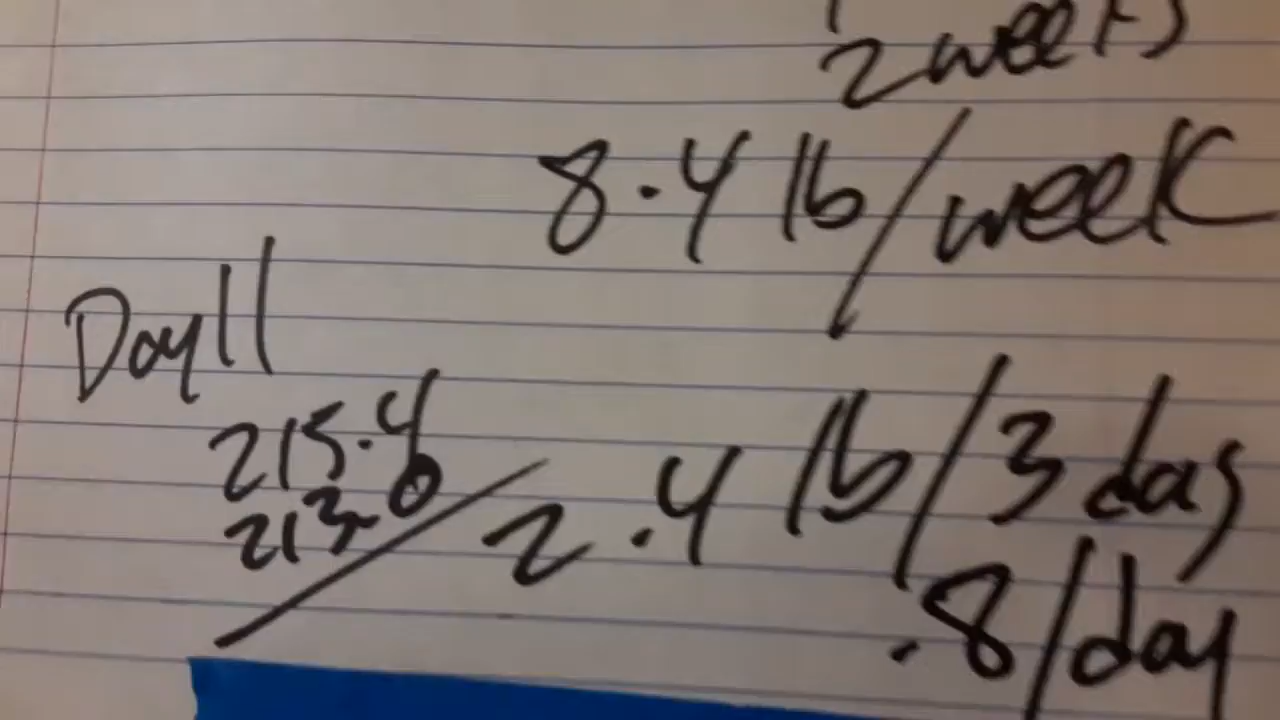 2 weeks
8.4 lb/week
Day 11
215.4
213.0
2.4 lb/3 days
.8/day